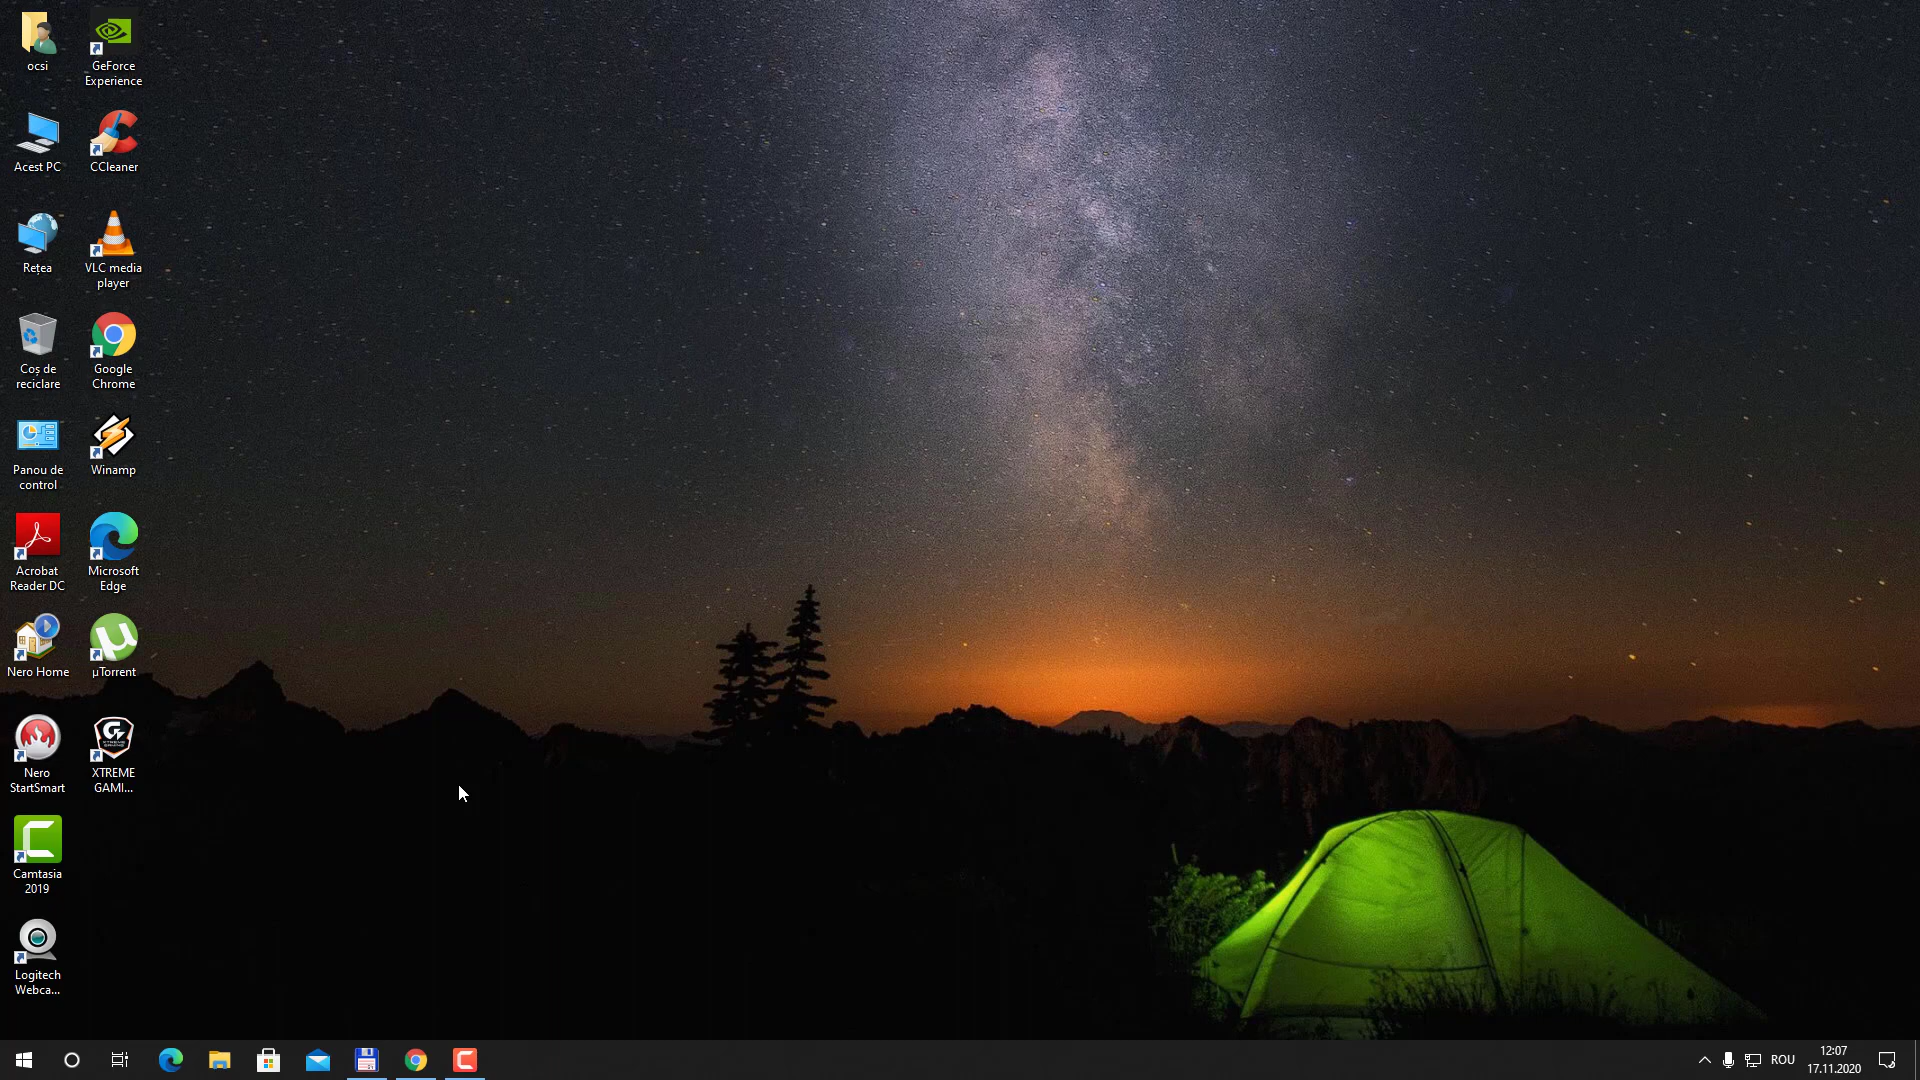 ocsi
GeForce
Experience
Acest PC
CCleaner
Rețea
VLC media
player
Coș de
reciclare
Google
Chrome
Panou de
control
Winamp
Acrobat
Reader DC
Microsoft
Edge
Nero Home
µTorrent
Nero
StartSmart
XTREME
GAMI...
Camtasia
2019
Logitech
Webca...
ROU
12:07
17.11.2020